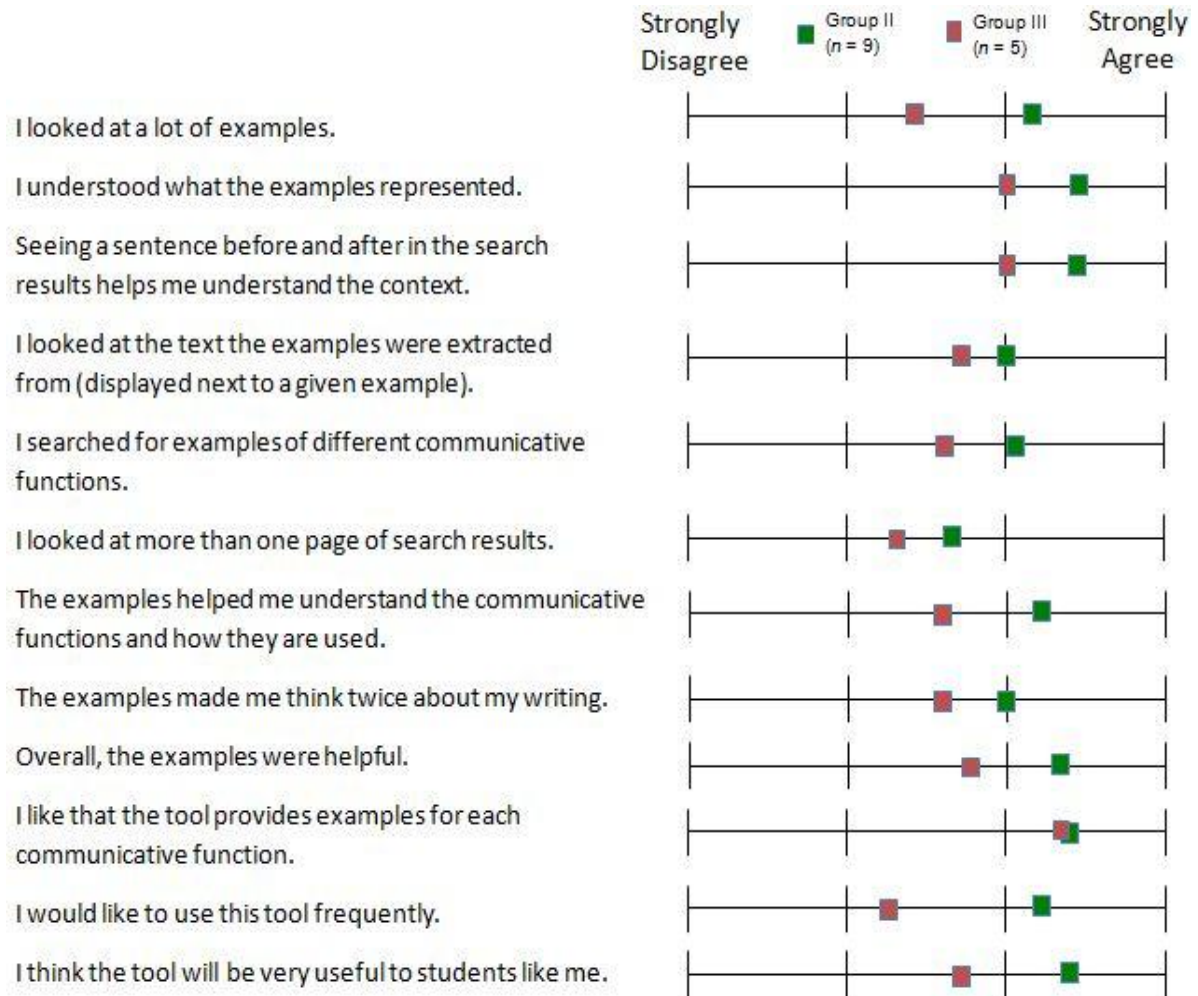 Strongly
Disagree
Group II
(n = 9)
Group III
(n = 5)
Strongly
Agree
I looked at a lot of examples.
I understood what the examples represented.
Seeing a sentence before and after in the search
results helps me understand the context.
I looked at the text the examples were extracted
from (displayed next to a given example).
I searched for examples of different communicative
functions.
I looked at more than one page of search results.
The examples helped me understand the communicative
functions and how they are used.
The examples made me think twice about my writing.
Overall, the examples were helpful.
I like that the tool provides examples for each
communicative function.
I would like to use this tool frequently.
I think the tool will be very useful to students like me.